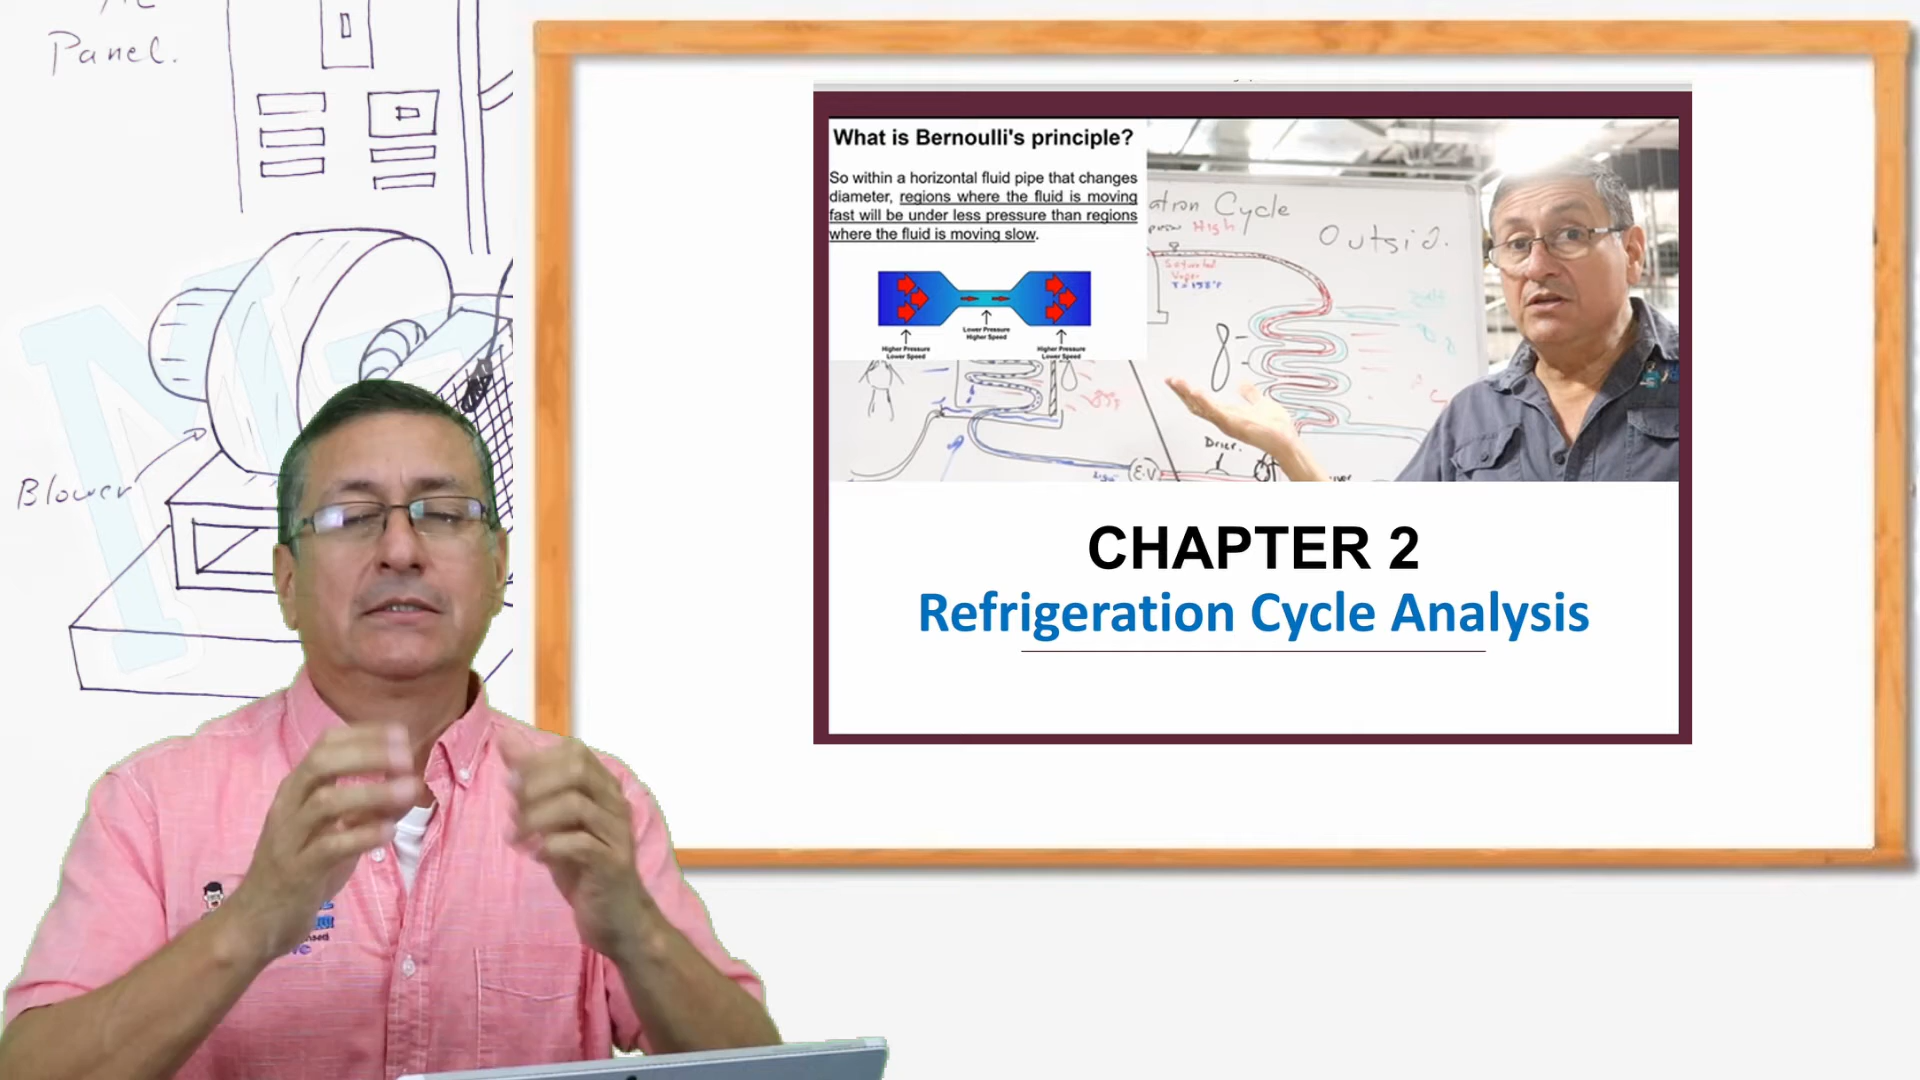 Panel.
Blower
What is Bernoulli's principle?
So within a horizontal fluid pipe that changes
diameter, regions where the fluid is moving
fast will be under less pressure than regions
where the fluid is moving slow.
Lower Pressure
Higher Speed
Higher Pressure
Lower Speed
Higher Pressure
Lower Speed
Cycle
High
Vapor
Drier.
E.V
CHAPTER 2
Refrigeration Cycle Analysis